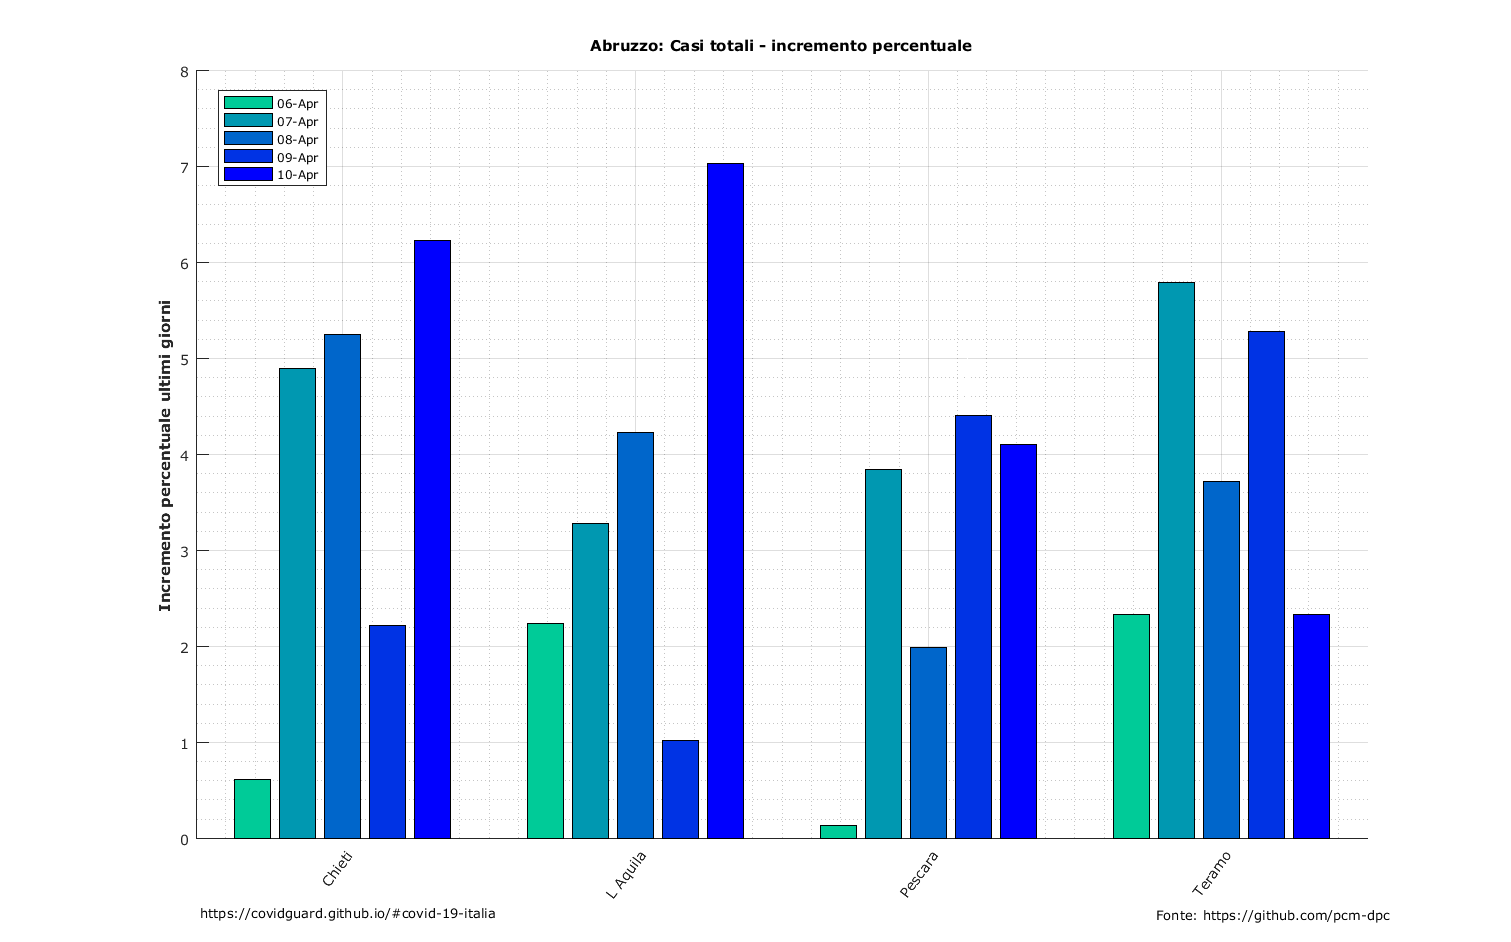 Abruzzo: Casi totali - incremento percentuale
8
7
6
5
4
3
2
1
0
Incremento percentuale ultimi giorni
06-Apr
07-Apr
08-Apr
09-Apr
10-Apr
Chieti
L Aquila
Pescara
Teramo
https://covidguard.github.io/#covid-19-italia
Fonte: https://github.com/pcm-dpc